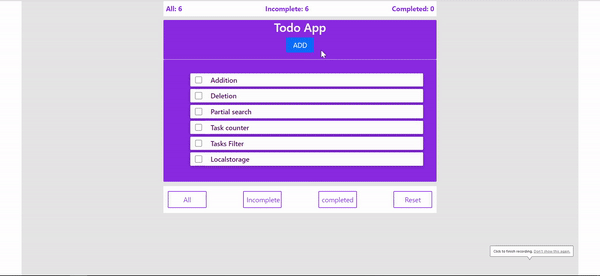 All: 6 Incomplete: 6 Completed: 0
Todo App
ADD
Addition
Deletion
Partial search
Task counter
Tasks Filter
Localstorage
All Incomplete completed Reset
Click to finish recording. Don't show this again.